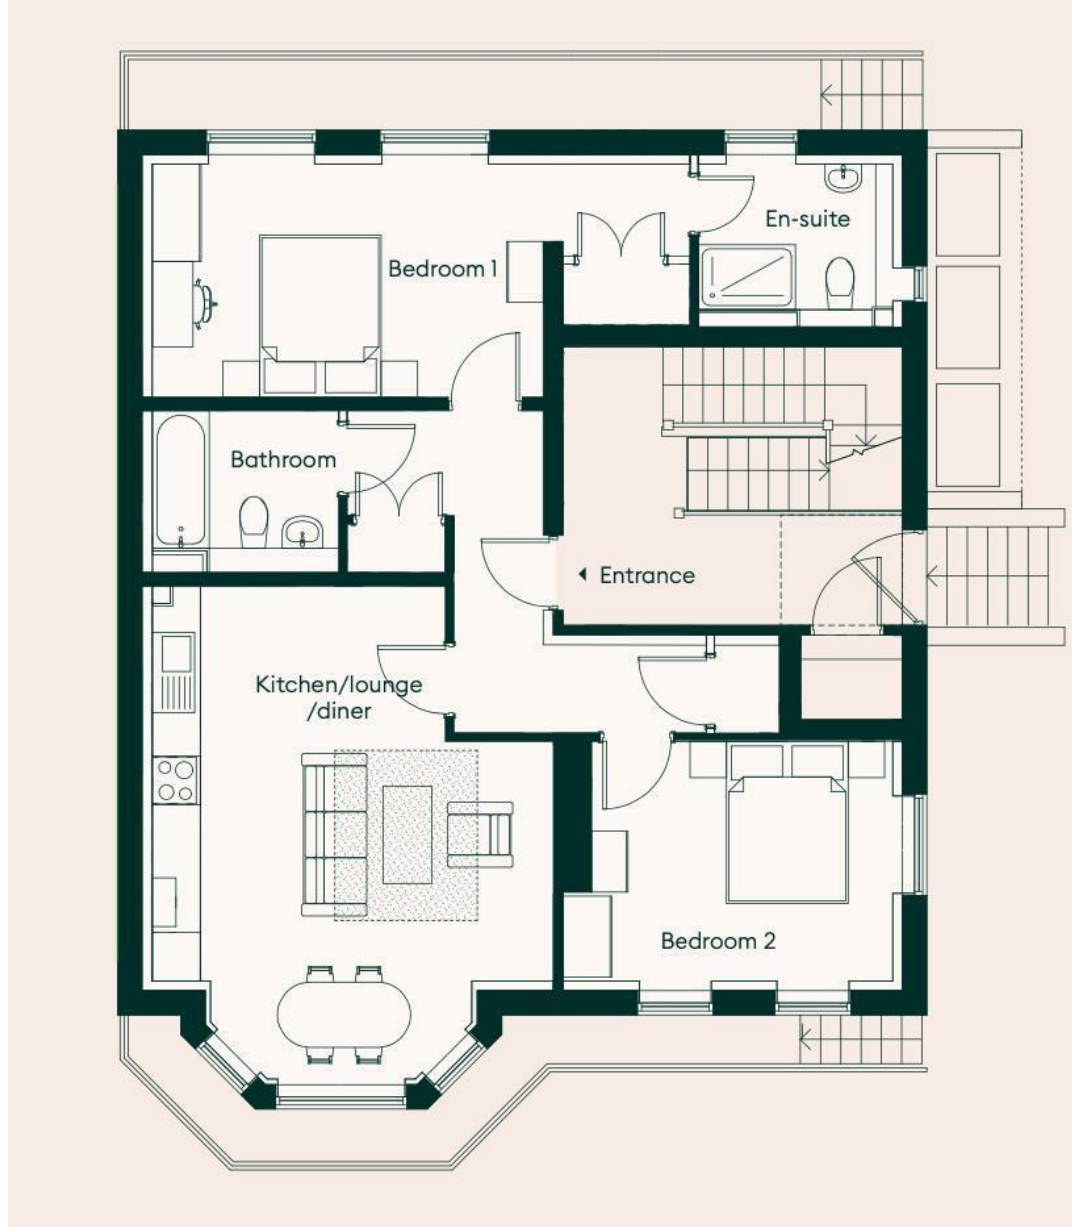 En-suite
Bedroom 1
Bathroom
Entrance
Kitchen/lounge
/diner
Bedroom 2